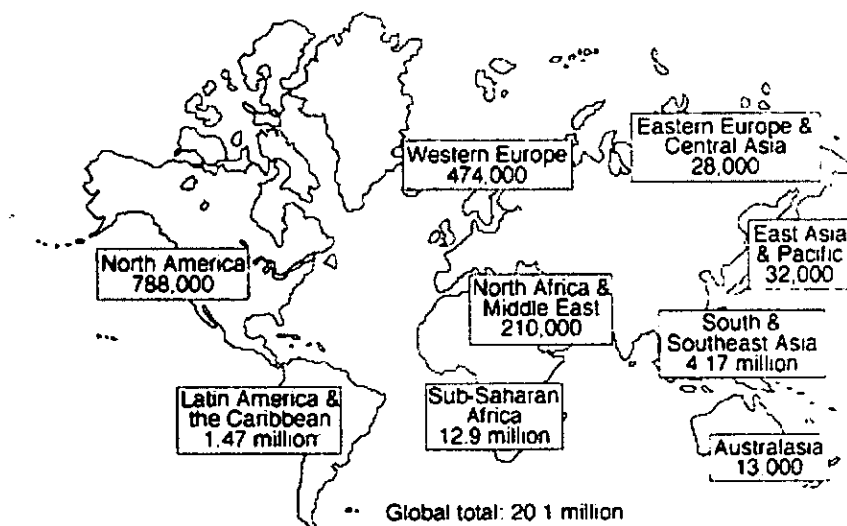 Western Europe
474,000
Eastern Europe &
Central Asia
28,000
North America
788,000
East Asia
& Pacific
32,000
North Africa &
Middle East
210,000
South &
Southeast Asia
4 17 million
Latin America &
the Caribbean
1.47 million
Sub-Saharan
Africa
12.9 million
Australasia
13,000
Global total: 20 1 million